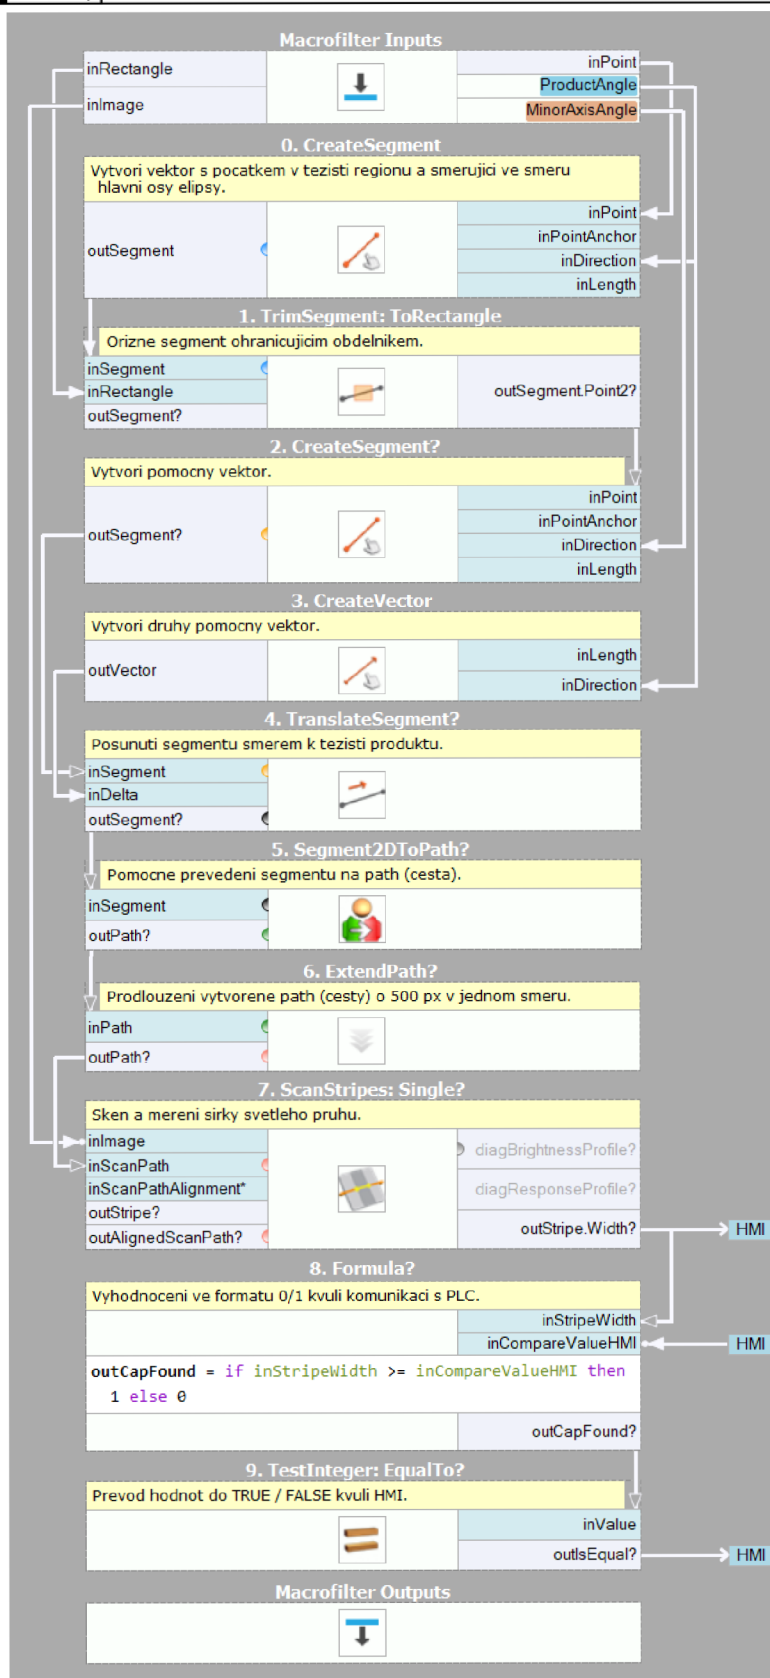 Macrofilter Inputs
inRectangle
inImage
inPoint
ProductAngle
MinorAxisAngle
0. CreateSegment
Vytvori vektor s pocatkem v tezisti regionu a smerujici ve smeru
hlavni osy elipsy.
outSegment
inPoint
inPointAnchor
inDirection
inLength
1. TrimSegment: ToRectangle
Orizne segment ohranicujicim obdelnikem.
inSegment
inRectangle
outSegment?
outSegment.Point2?
2. CreateSegment?
Vytvori pomocny vektor.
outSegment?
inPoint
inPointAnchor
inDirection
inLength
3. CreateVector
Vytvori druhy pomocny vektor.
outVector
inLength
inDirection
4. TranslateSegment?
Posunuti segmentu smerem k tezisti produktu.
inSegment
inDelta
outSegment?
5. Segment2DToPath?
Pomocne prevedeni segmentu na path (cesta).
inSegment
outPath?
6. ExtendPath?
Prodlouzeni vytvorene path (cesty) o 500 px v jednom smeru.
inPath
outPath?
7. ScanStripes: Single?
Sken a mereni sirky svetleho pruhu.
inImage
inScanPath
inScanPathAlignment*
outStripe?
outAlignedScanPath?
diagBrightnessProfile?
diagResponseProfile?
outStripe.Width?
HMI
8. Formula?
Vyhodnoceni ve formatu 0/1 kvuli komunikaci s PLC.
inStripeWidth
inCompareValueHMI
HMI
outCapFound = if inStripeWidth >= inCompareValueHMI then
1 else 0
outCapFound?
9. TestInteger: EqualTo?
Prevod hodnot do TRUE / FALSE kvuli HMI.
inValue
outIsEqual?
HMI
Macrofilter Outputs